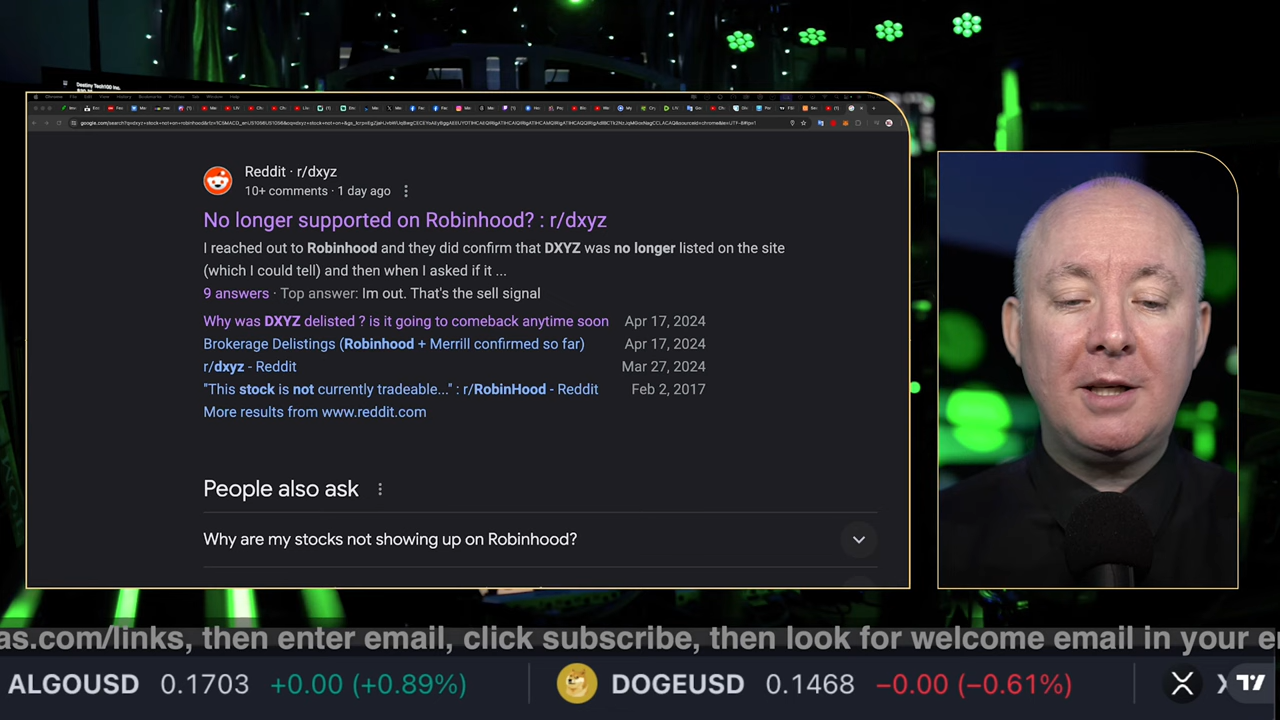 Destiny Tech100 Inc.
Reddit · r/dxyz
10+ comments · 1 day ago
No longer supported on Robinhood? : r/dxyz
I reached out to Robinhood and they did confirm that DXYZ was no longer listed on the site
(which I could tell) and then when I asked if it ...
9 answers · Top answer: Im out. That's the sell signal
Why was DXYZ delisted ? is it going to comeback anytime soon Apr 17, 2024
Brokerage Delistings (Robinhood + Merrill confirmed so far) Apr 17, 2024
r/dxyz - Reddit Mar 27, 2024
"This stock is not currently tradeable..." : r/RobinHood - Reddit Feb 2, 2017
More results from www.reddit.com
People also ask
Why are my stocks not showing up on Robinhood?
as.com/links, then enter email, click subscribe, then look for welcome email in your e
ALGOUSD 0.1703 +0.00 (+0.89%) DOGEUSD 0.1468 −0.00 (−0.61%)